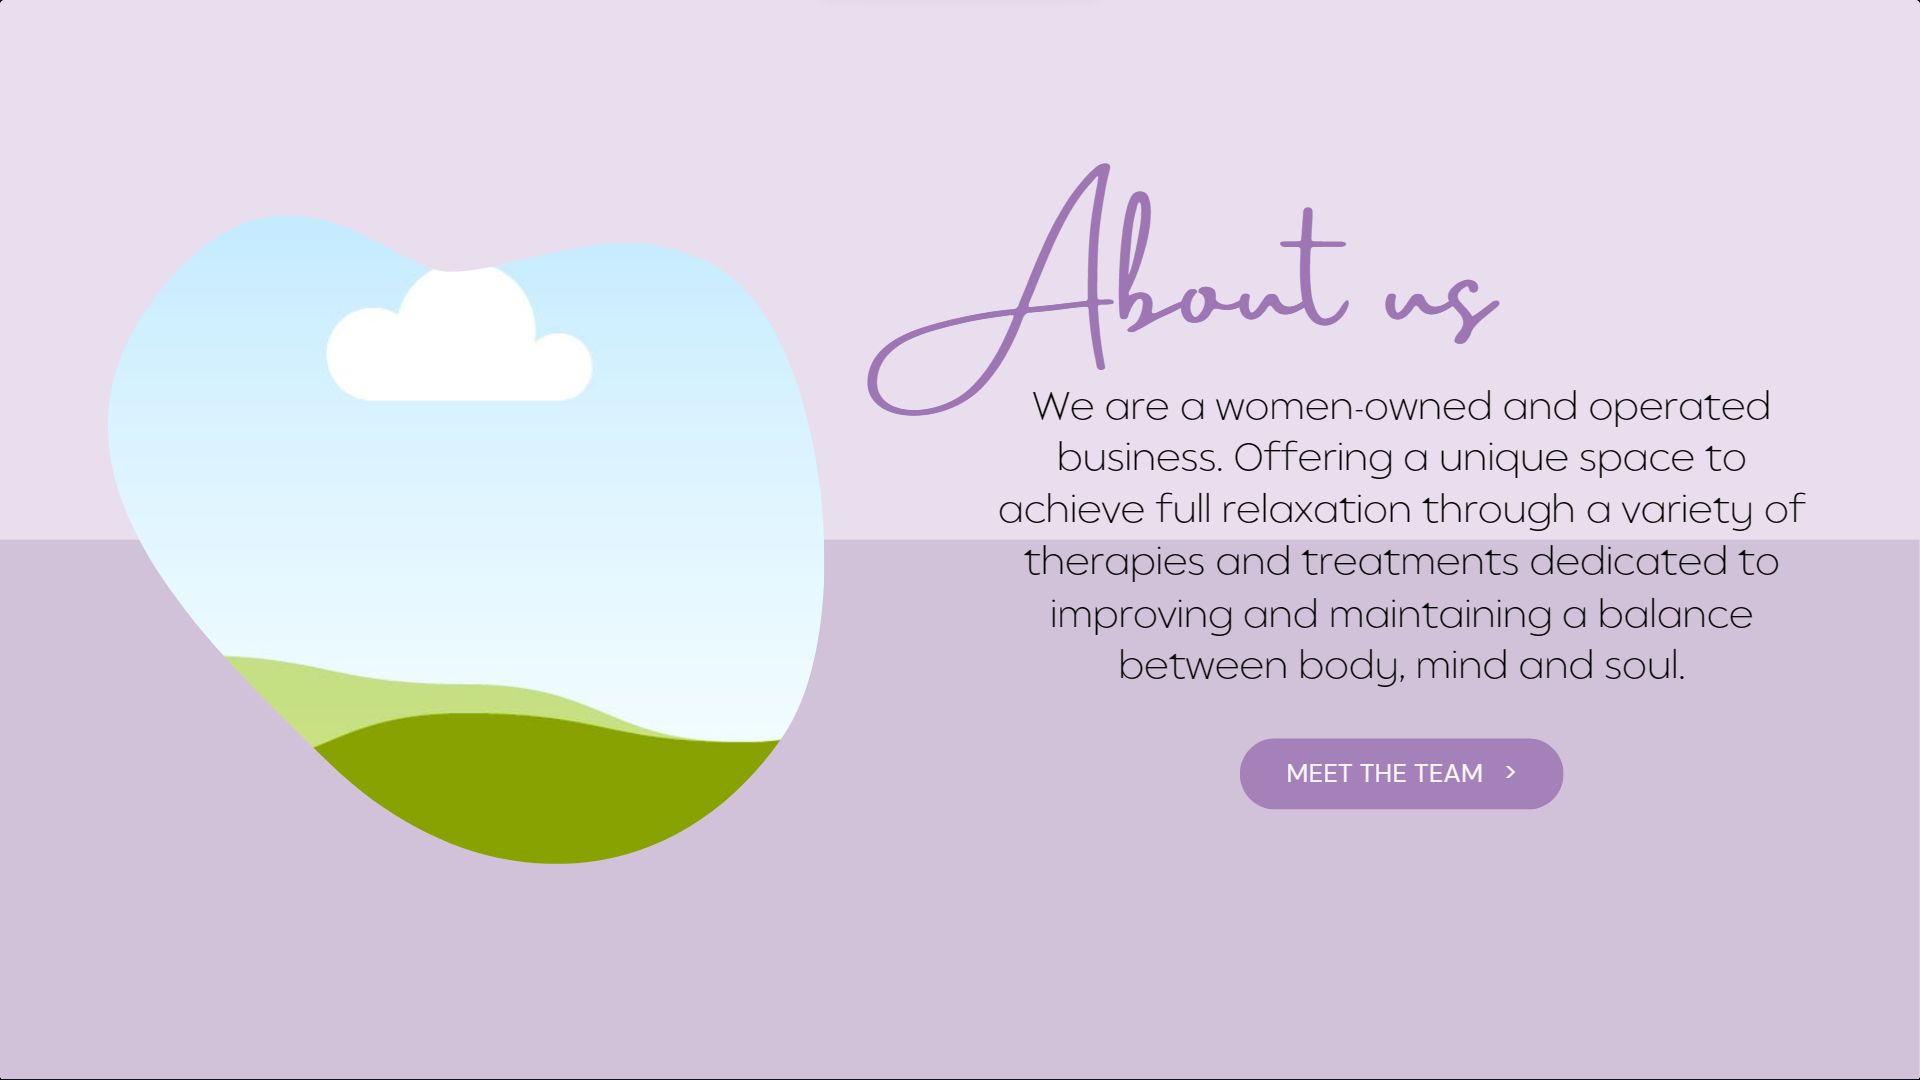 About us
We are a women-owned and operated
business. Offering a unique space to
achieve full relaxation through a variety of
therapies and treatments dedicated to
improving and maintaining a balance
between body, mind and soul.
MEET THE TEAM >